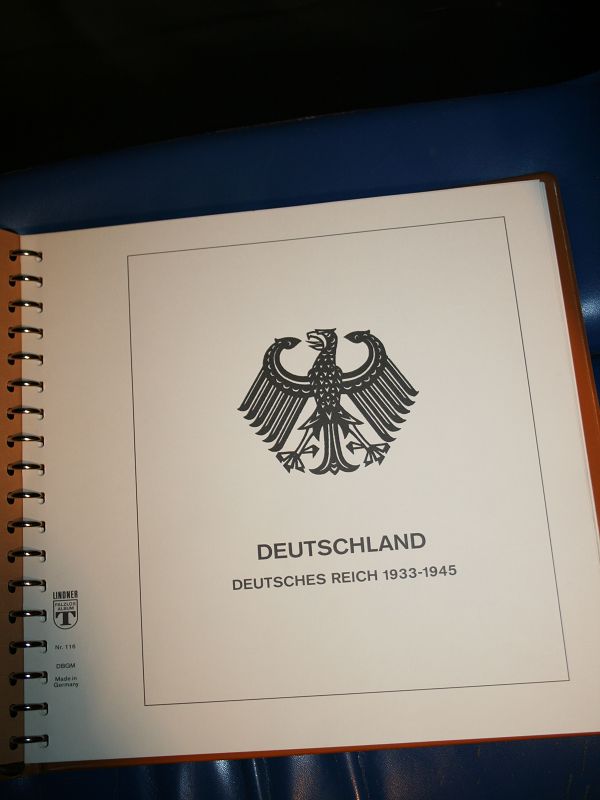 DEUTSCHLAND
DEUTSCHES REICH 1933-1945
LINDNER
FALZLOS
ALBUM
T
Nr. 116
DBGM
Made in
Germany